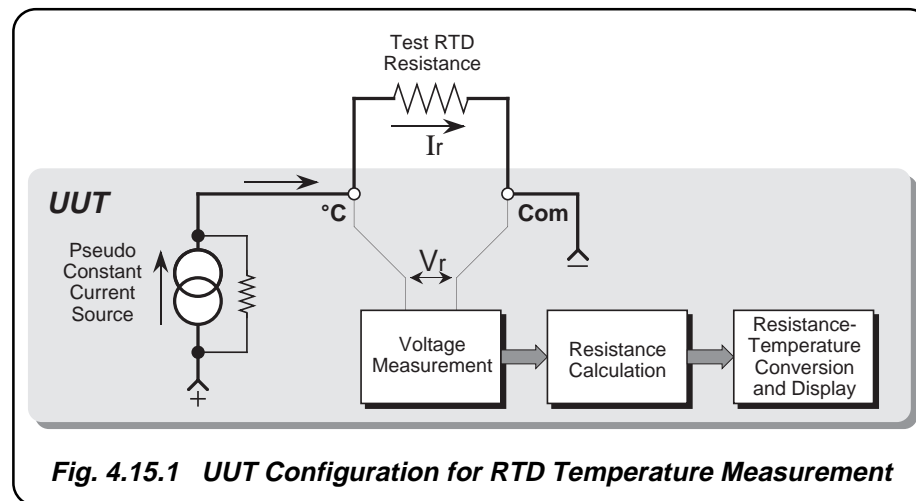 Test RTD
Resistance
Ir
UUT
°C
Com
Pseudo
Constant
Current
Source
Vr
+
Voltage
Measurement
Resistance
Calculation
Resistance-
Temperature
Conversion
and Display
Fig. 4.15.1 UUT Configuration for RTD Temperature Measurement